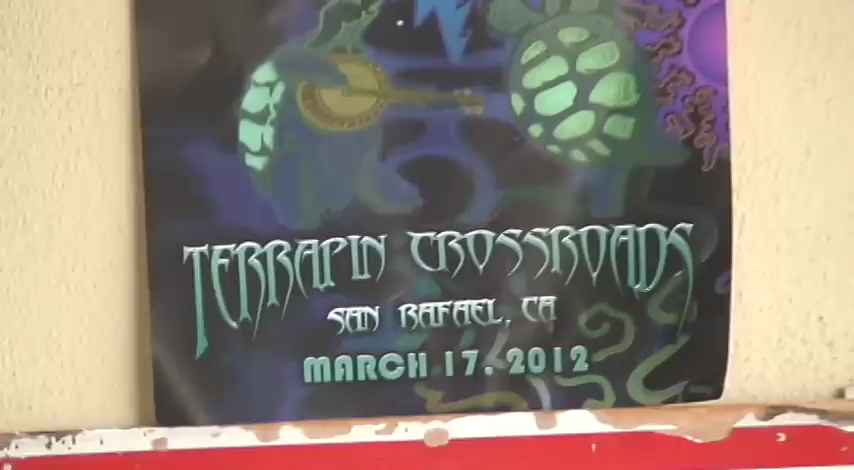 TERRAPIN CROSSROADS
SAN RAFAEL, CA
MARCH 17, 2012